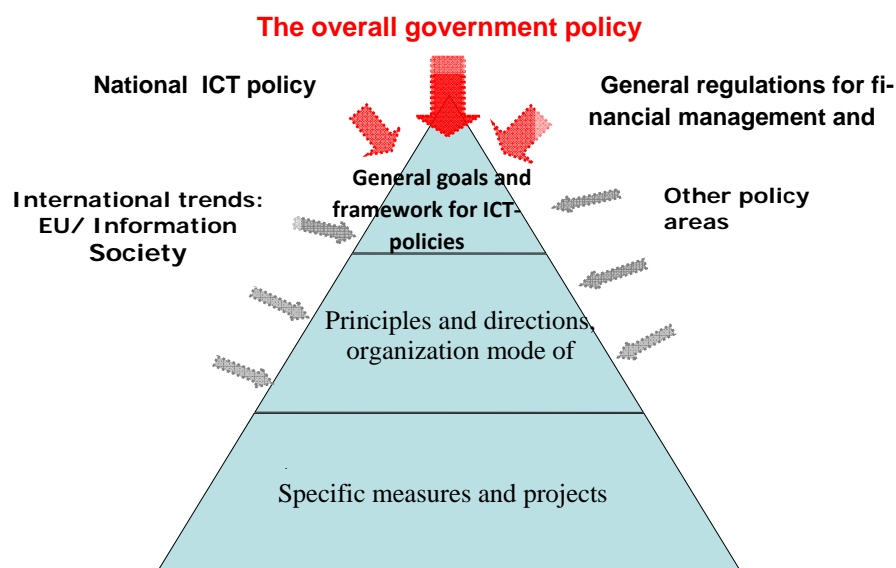 The overall government policy
National ICT policy
General regulations for fi-
nancial management and
General goals and
framework for ICT-
policies
International trends:
EU/ Information
Society
Other policy
areas
Principles and directions,
organization mode of
Specific measures and projects